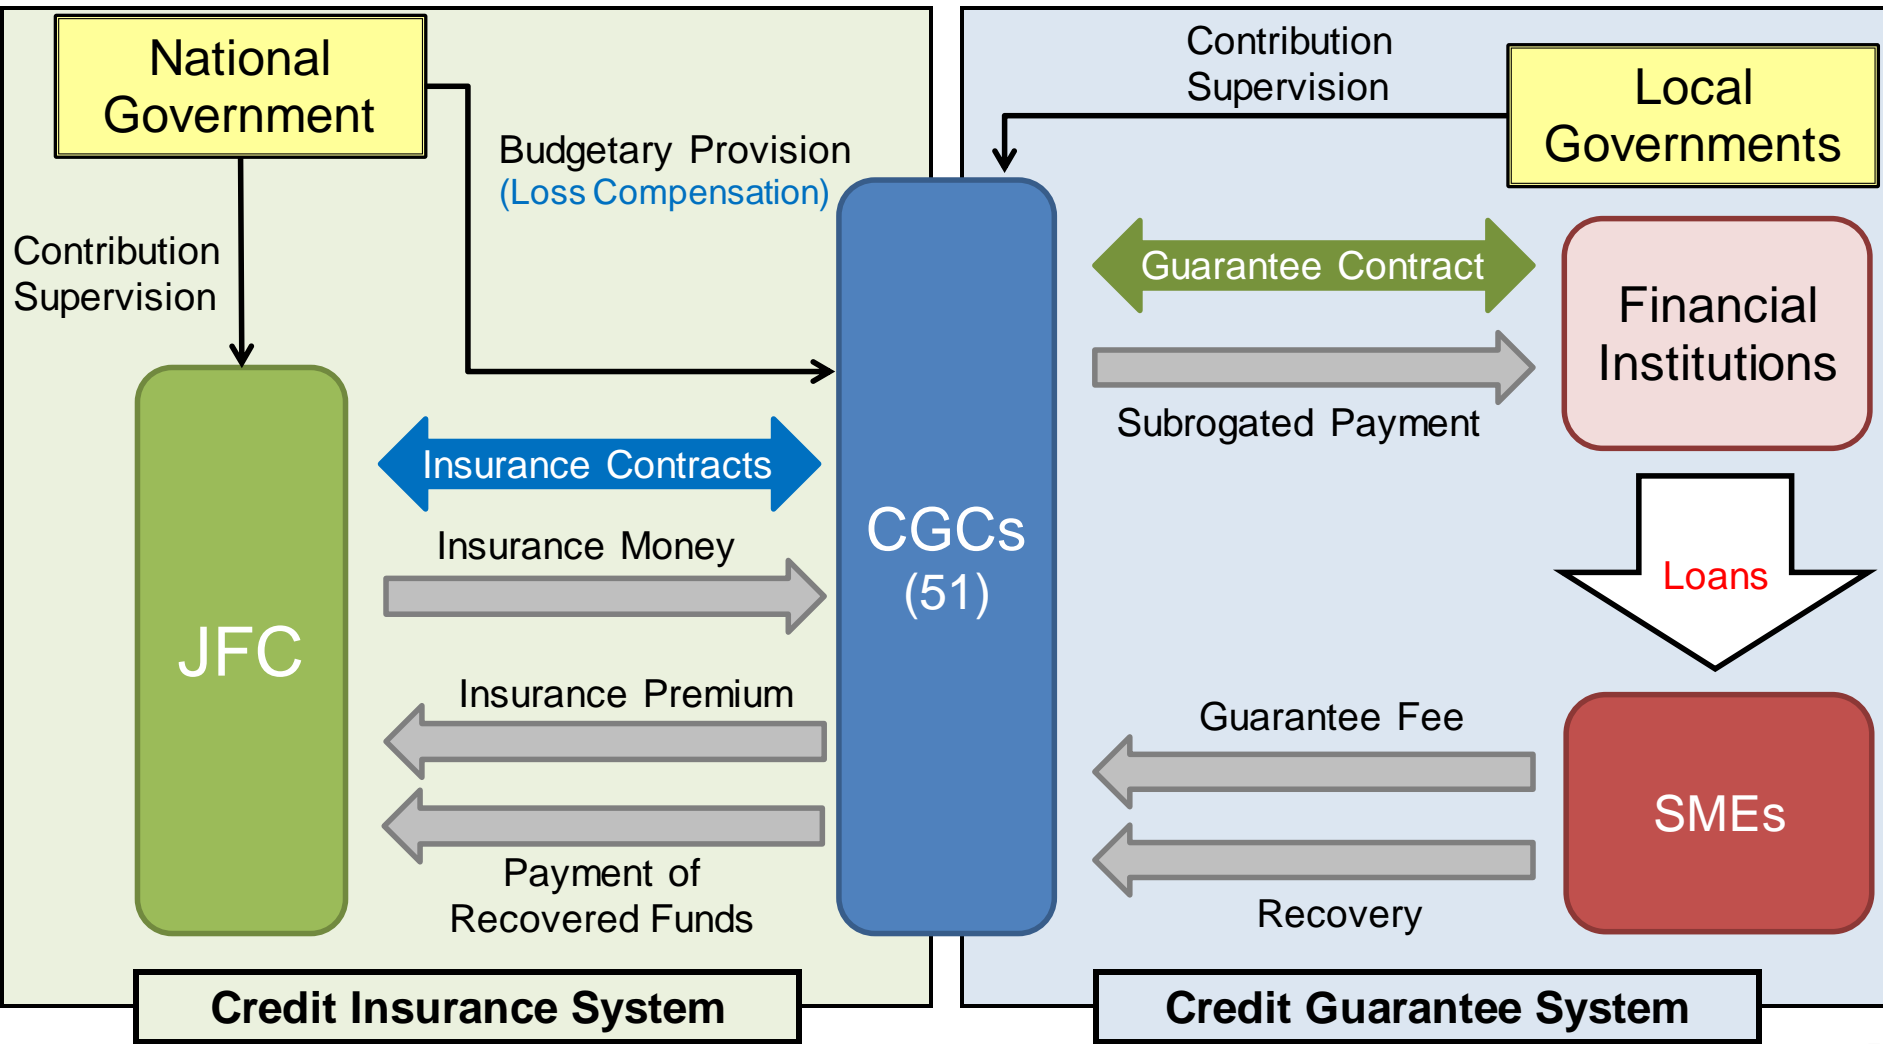 National
Government
Budgetary Provision
(Loss Compensation)
Contribution
Supervision
JFC
Insurance Contracts
Insurance Money
Insurance Premium
Payment of
Recovered Funds
CGCs
(51)
Credit Insurance System
Contribution
Supervision
Local
Governments
Guarantee Contract
Subrogated Payment
Financial
Institutions
Loans
SMEs
Guarantee Fee
Recovery
Credit Guarantee System